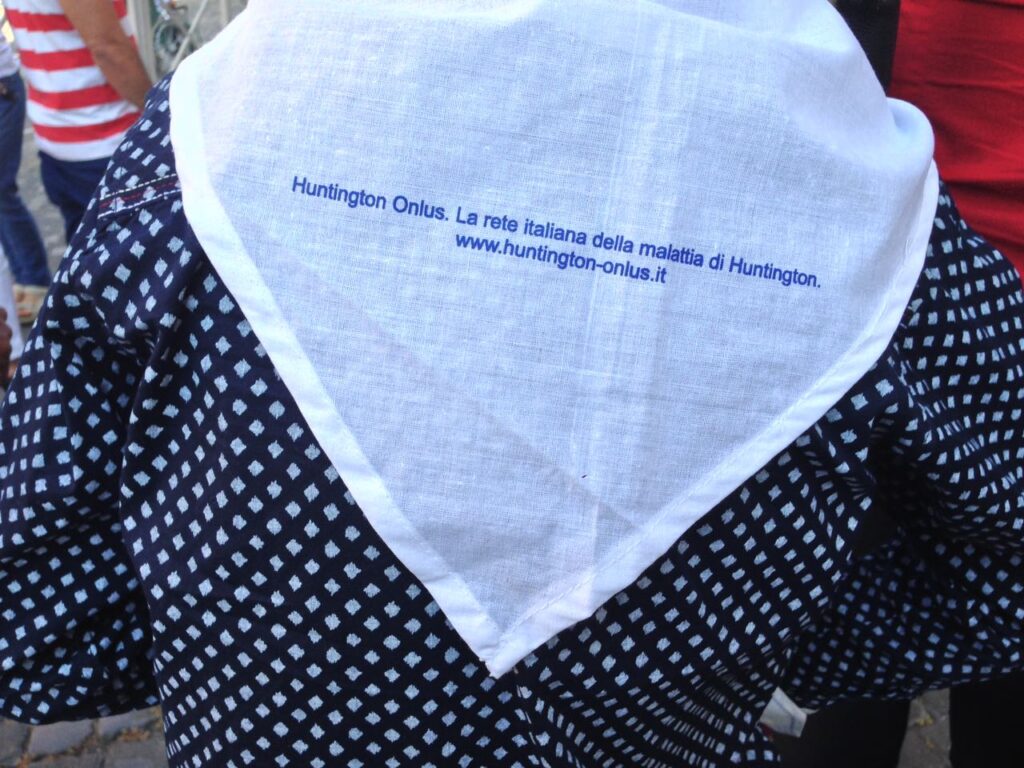 Huntington Onlus. La rete italiana della malattia di Huntington.
www.huntington-onlus.it